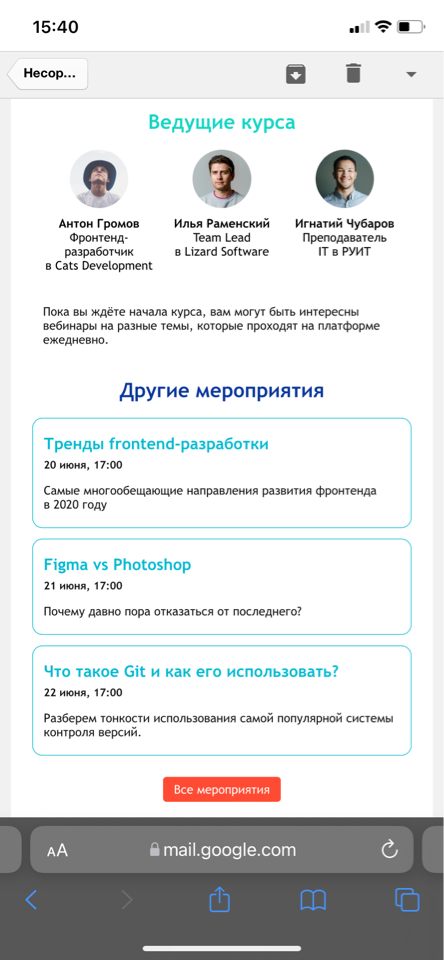 15:40
Несор...
Ведущие курса
Антон Громов
Фронтенд-
разработчик
в Cats Development
Илья Раменский
Team Lead
в Lizard Software
Игнатий Чубаров
Преподаватель
IT в РУИТ
Пока вы ждёте начала курса, вам могут быть интересны
вебинары на разные темы, которые проходят на платформе
ежедневно.
Другие мероприятия
Тренды frontend-разработки
20 июня, 17:00
Самые многообещающие направления развития фронтенда
в 2020 году
Figma vs Photoshop
21 июня, 17:00
Почему давно пора отказаться от последнего?
Что такое Git и как его использовать?
22 июня, 17:00
Разберем тонкости использования самой популярной системы
контроля версий.
Все мероприятия
AA
mail.google.com